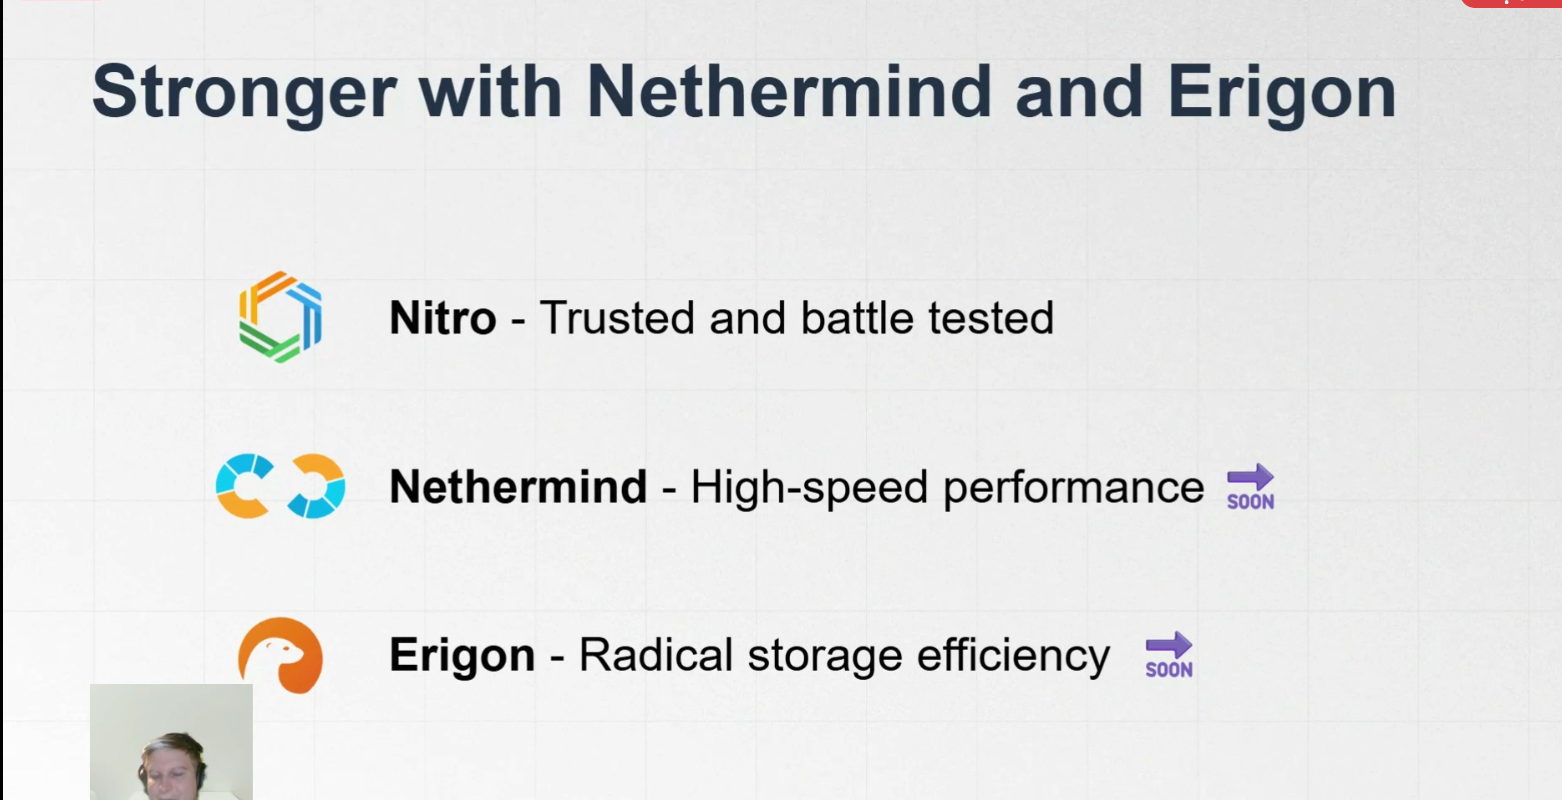 Stronger with Nethermind and Erigon
Nitro - Trusted and battle tested
Nethermind - High-speed performance SOON
Erigon - Radical storage efficiency SOON